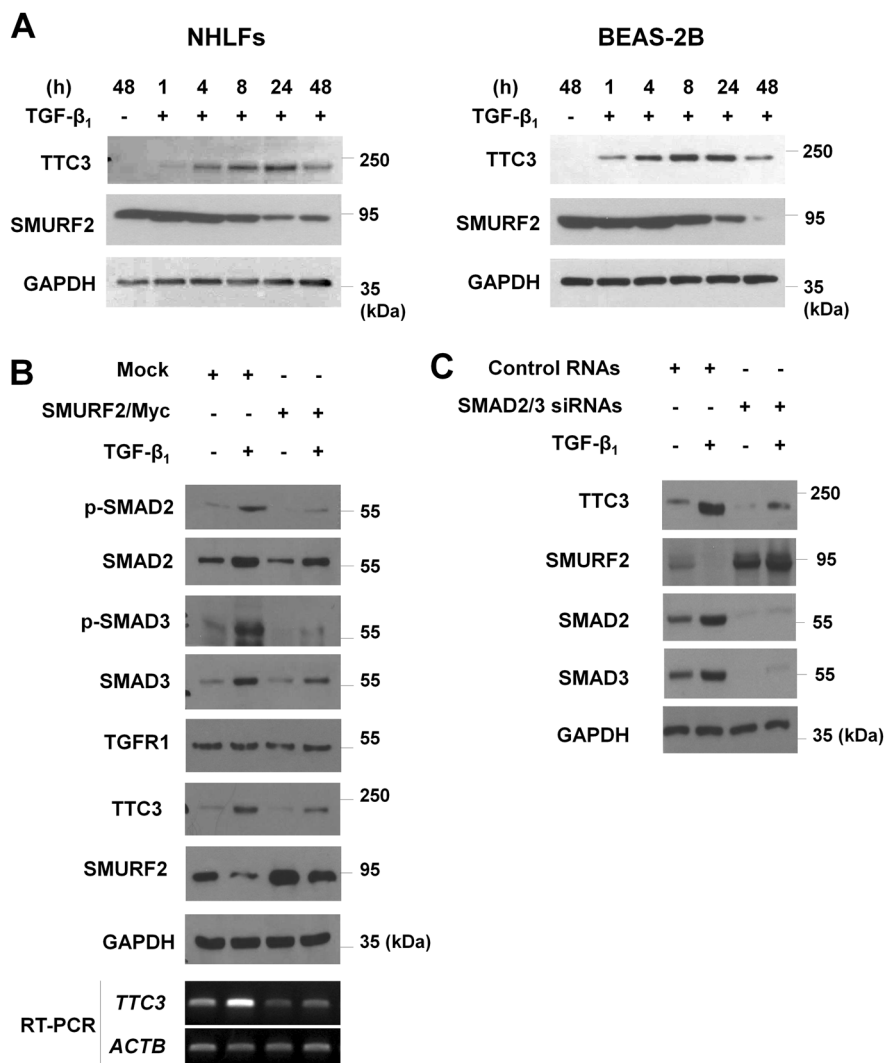 A
NHLFs
(h) 48 1 4 8 24 48
TGF-β₁ - + + + + +
TTC3 250
SMURF2 95
GAPDH 35
(kDa)
BEAS-2B
(h) 48 1 4 8 24 48
TGF-β₁ - + + + + +
TTC3 250
SMURF2 95
GAPDH 35
(kDa)
B
Mock + + - -
SMURF2/Myc - - + +
TGF-β₁ - + - +
p-SMAD2 55
SMAD2 55
p-SMAD3 55
SMAD3 55
TGFR1 55
TTC3 250
SMURF2 95
GAPDH 35 (kDa)
RT-PCR
TTC3
ACTB
C
Control RNAs + + - -
SMAD2/3 siRNAs - - + +
TGF-β₁ - + - +
TTC3 250
SMURF2 95
SMAD2 55
SMAD3 55
GAPDH 35 (kDa)